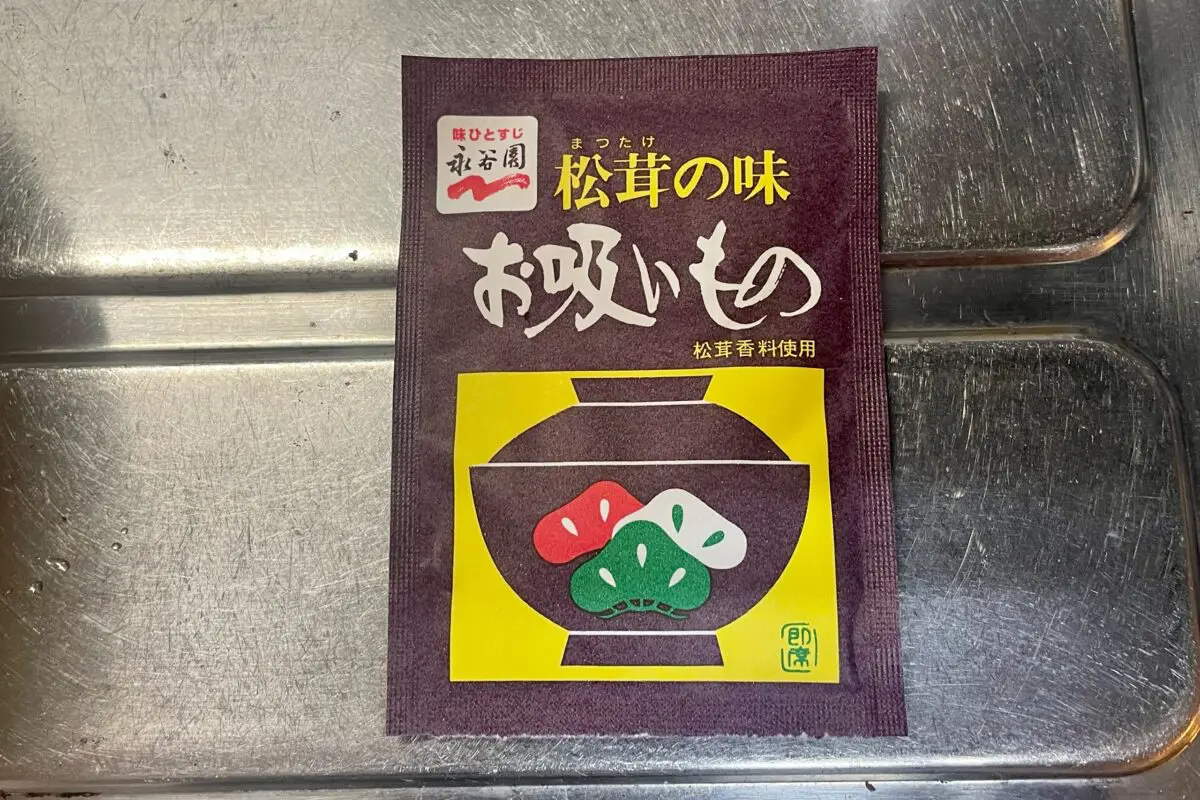 味ひとすじ
永谷園
まつたけ
松茸の味
お吸いもの
松茸香料使用
即席